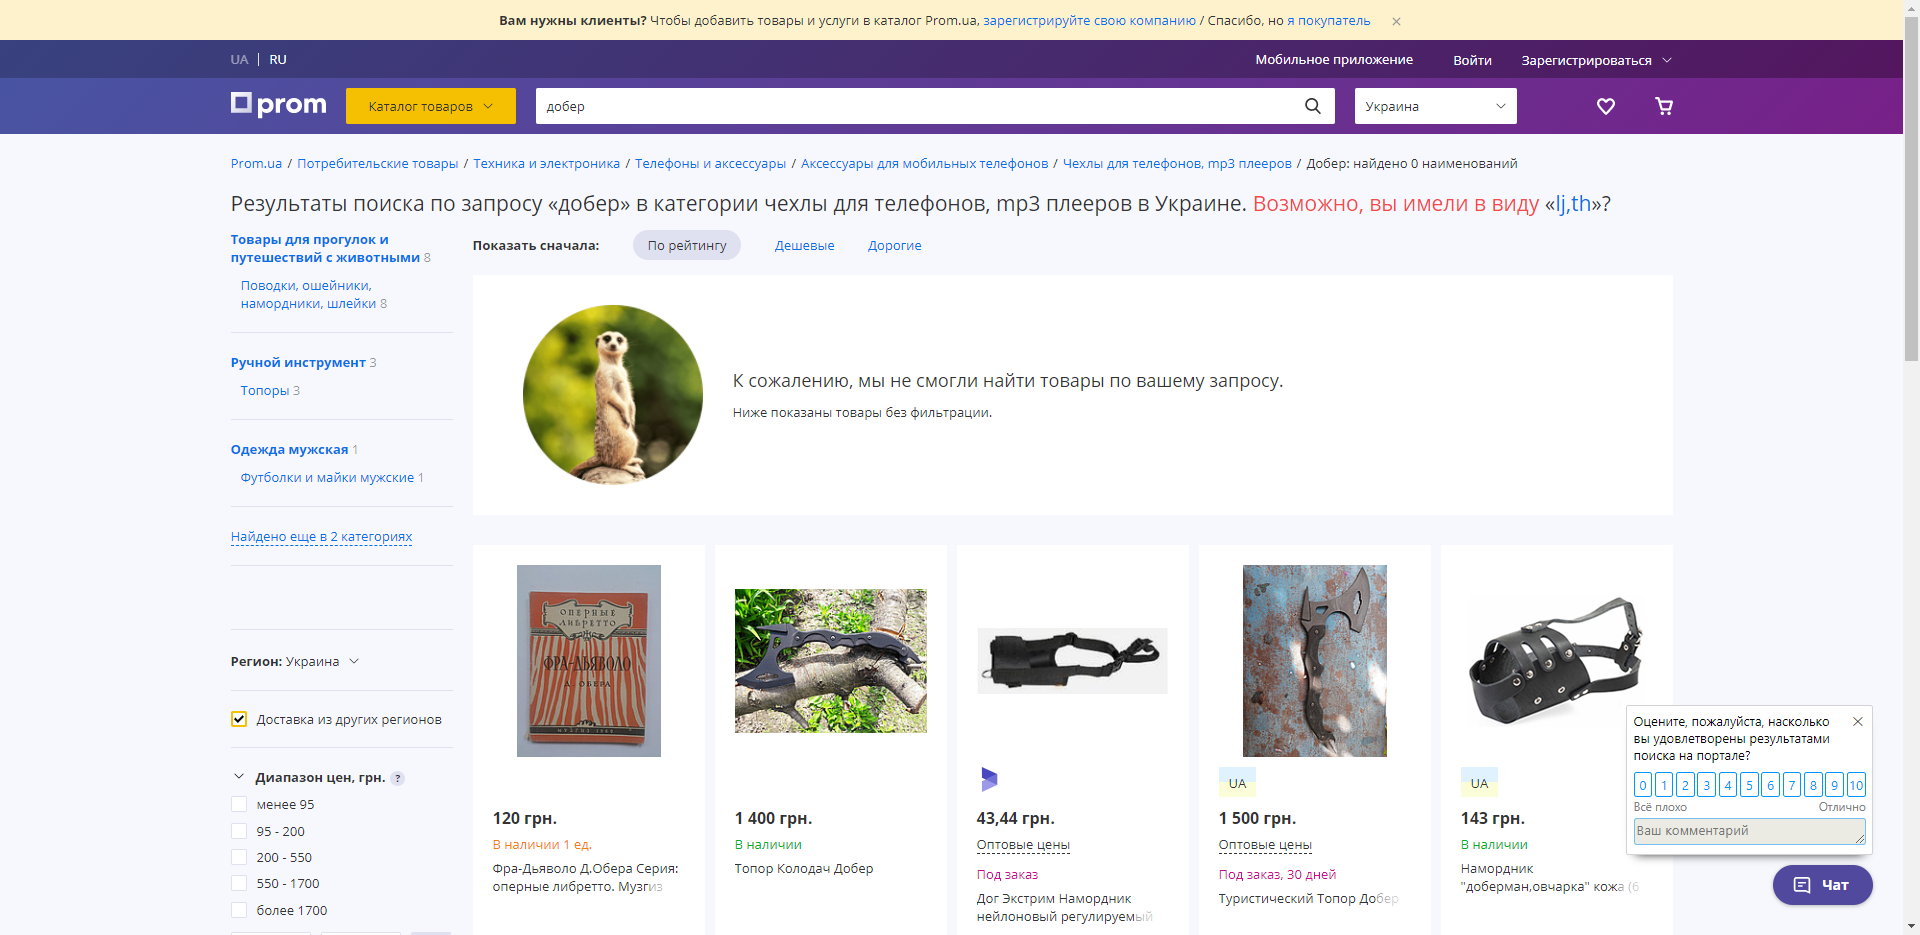 Вам нужны клиенты? Чтобы добавить товары и услуги в каталог Prom.ua, зарегистрируйте свою компанию / Спасибо, но я покупатель
UA | RU
Мобильное приложение
Войти
Зарегистрироваться
prom
Каталог товаров
добер
Украина
Prom.ua / Потребительские товары / Техника и электроника / Телефоны и аксессуары / Аксессуары для мобильных телефонов / Чехлы для телефонов, mp3 плееров / Добер: найдено 0 наименований
Результаты поиска по запросу «добер» в категории чехлы для телефонов, mp3 плееров в Украине. Возможно, вы имели в виду «lj,th»?
Товары для прогулок и
путешествий с животными 8
Поводки, ошейники,
намордники, шлейки 8
Ручной инструмент 3
Топоры 3
Одежда мужская 1
Футболки и майки мужские 1
Найдено еще в 2 категориях
Регион: Украина
Доставка из других регионов
Диапазон цен, грн. ?
менее 95
95 - 200
200 - 550
550 - 1700
более 1700
Показать сначала:
По рейтингу
Дешевые
Дорогие
К сожалению, мы не смогли найти товары по вашему запросу.
Ниже показаны товары без фильтрации.
ОПЕРНЫЕ
ЛИБРЕТТО
ФРА-ДЬЯВОЛО
Д. ОБЕРА
120 грн.
В наличии 1 ед.
Фра-Дьяволо Д.Обера Серия:
оперные либретто. Музгиз
1 400 грн.
В наличии
Топор Колодач Добер
43,44 грн.
Оптовые цены
Под заказ
Дог Экстрим Намордник
нейлоновый регулируемый
UA
1 500 грн.
Оптовые цены
Под заказ, 30 дней
Туристический Топор Добер
UA
143 грн.
В наличии
Намордник
"доберман,овчарка" кожа (6
Оцените, пожалуйста, насколько
вы удовлетворены результатами
поиска на портале?
0 1 2 3 4 5 6 7 8 9 10
Всё плохо
Отлично
Ваш комментарий
Чат